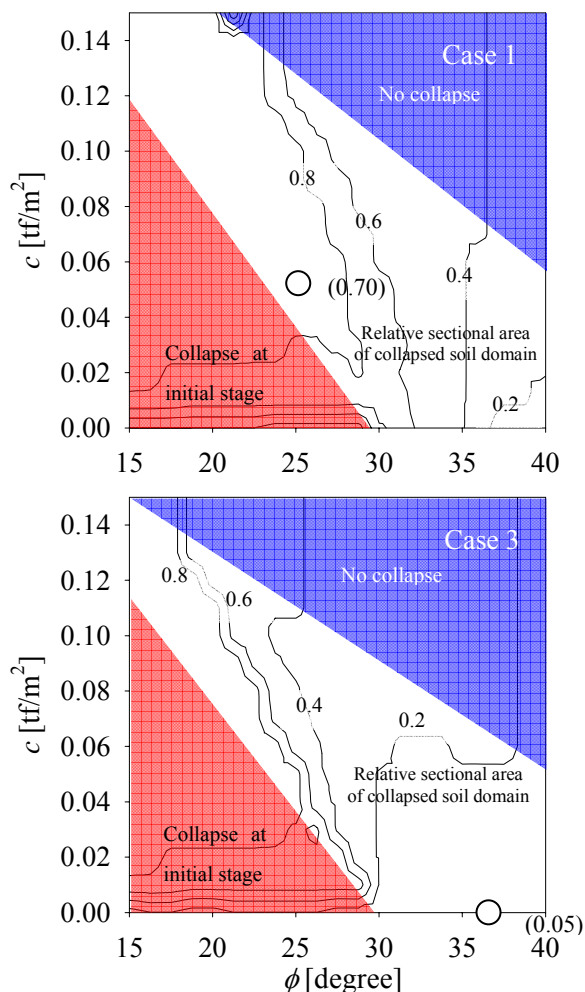 0.14
Case 1
0.12
No collapse
0.10
0.8
0.08
0.6
c [tf/m²]
0.06
0.4
(0.70)
0.04
Relative sectional area
of collapsed soil domain
Collapse at
0.02
initial stage
0.2
0.00
15 20 25 30 35 40
0.14
Case 3
0.12
0.8
No collapse
0.6
0.10
0.08
0.4
c [tf/m²]
0.2
0.06
Relative sectional area
of collapsed soil domain
0.04
Collapse at
0.02
initial stage
0.00
(0.05)
15 20 25 30 35 40
ϕ [degree]